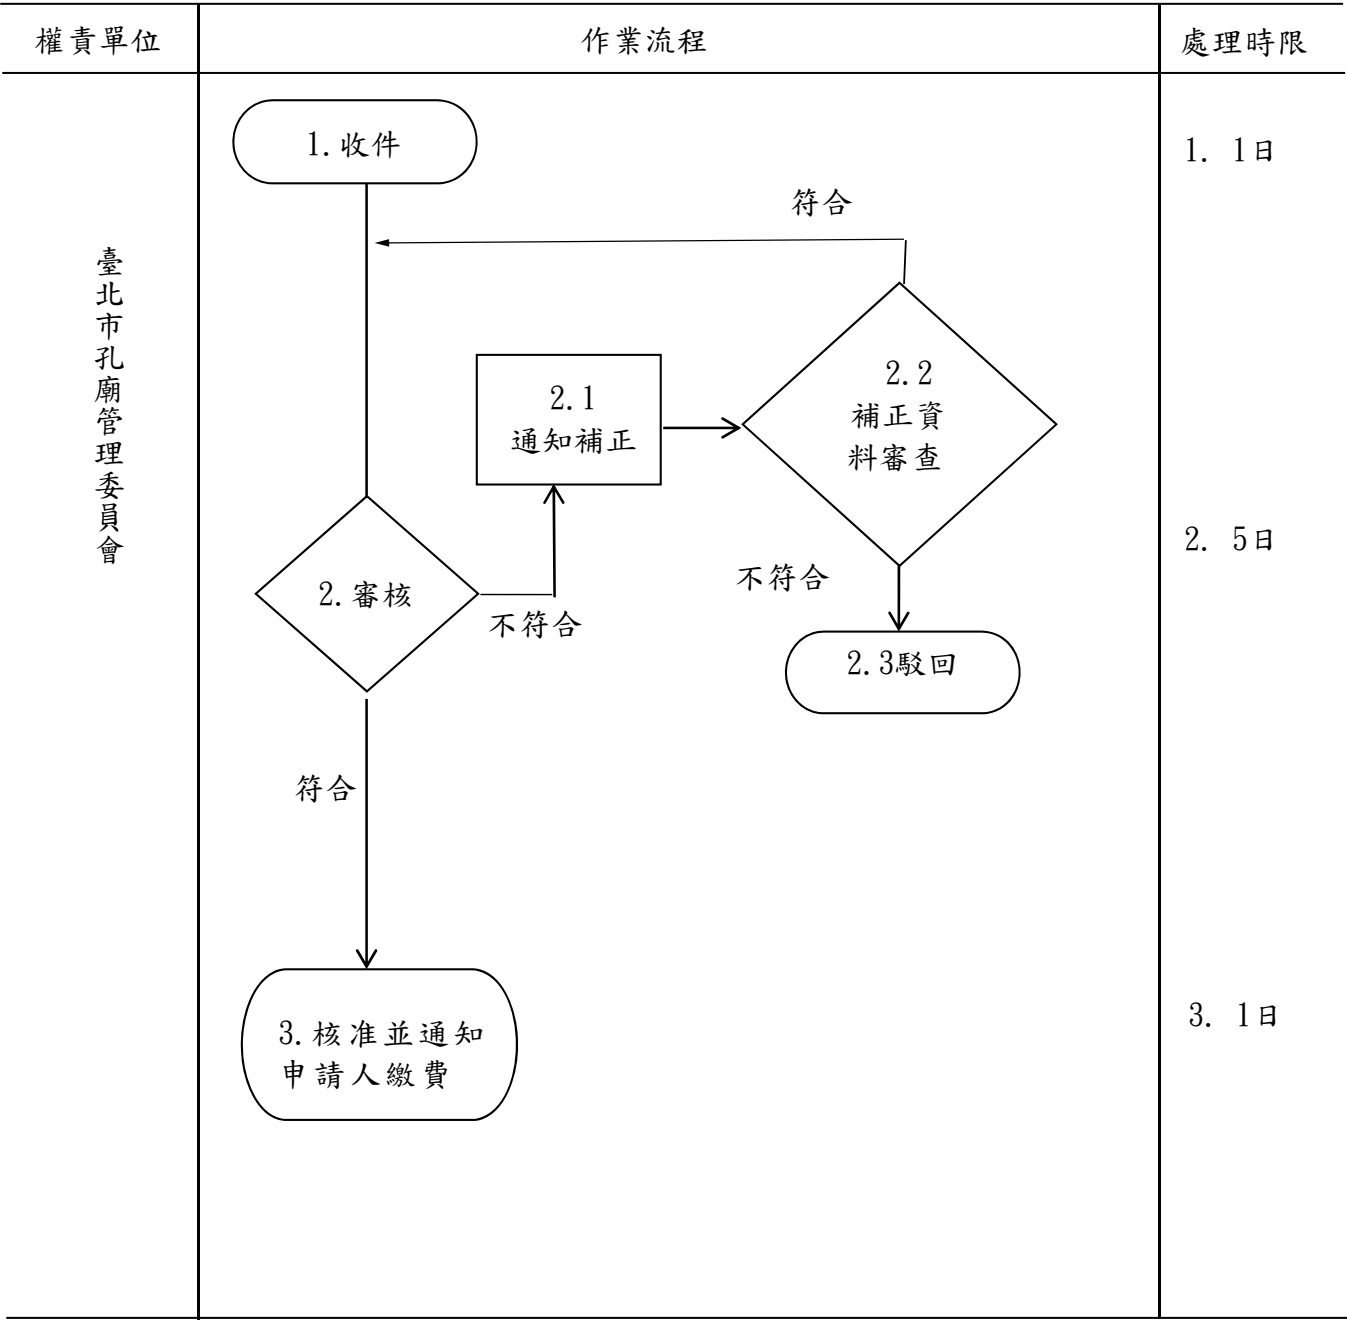 權責單位
作業流程
處理時限
臺北市孔廟管理委員會
1.收件
1. 1日
符合
2.1
通知補正
2.2
補正資
料審查
2.審核
不符合
不符合
2. 5日
2.3駁回
符合
3.核准並通知
申請人繳費
3. 1日